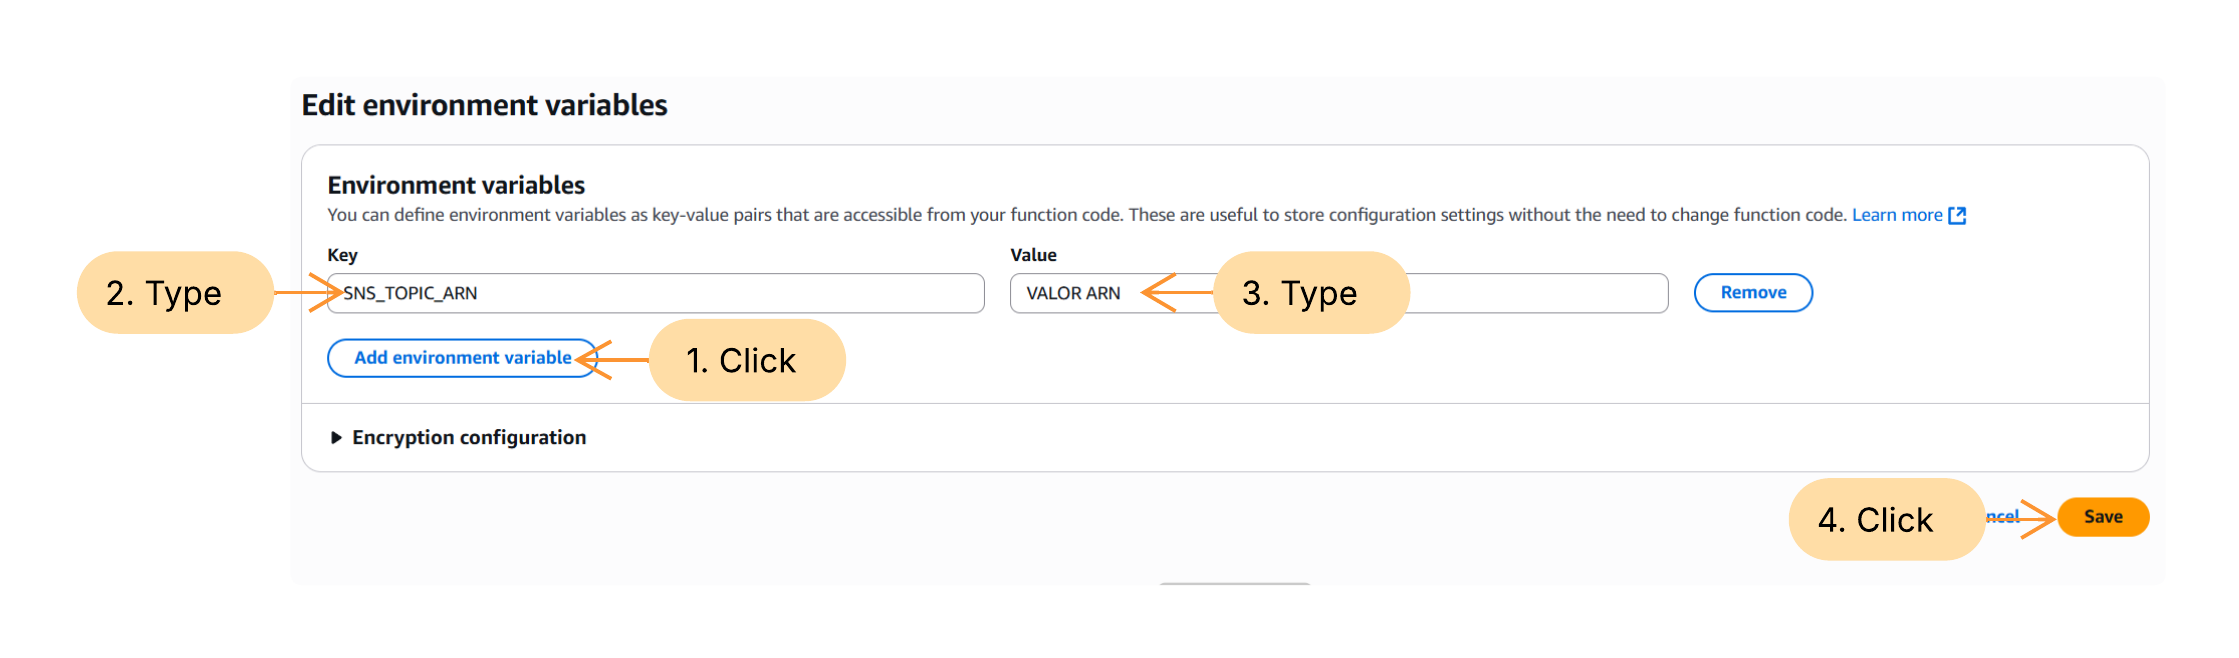 Edit environment variables
Environment variables
You can define environment variables as key-value pairs that are accessible from your function code. These are useful to store configuration settings without the need to change function code. Learn more
Key
Value
2. Type
SNS_TOPIC_ARN
VALOR ARN
3. Type
Remove
Add environment variable
1. Click
Encryption configuration
4. Click
ncel
Save